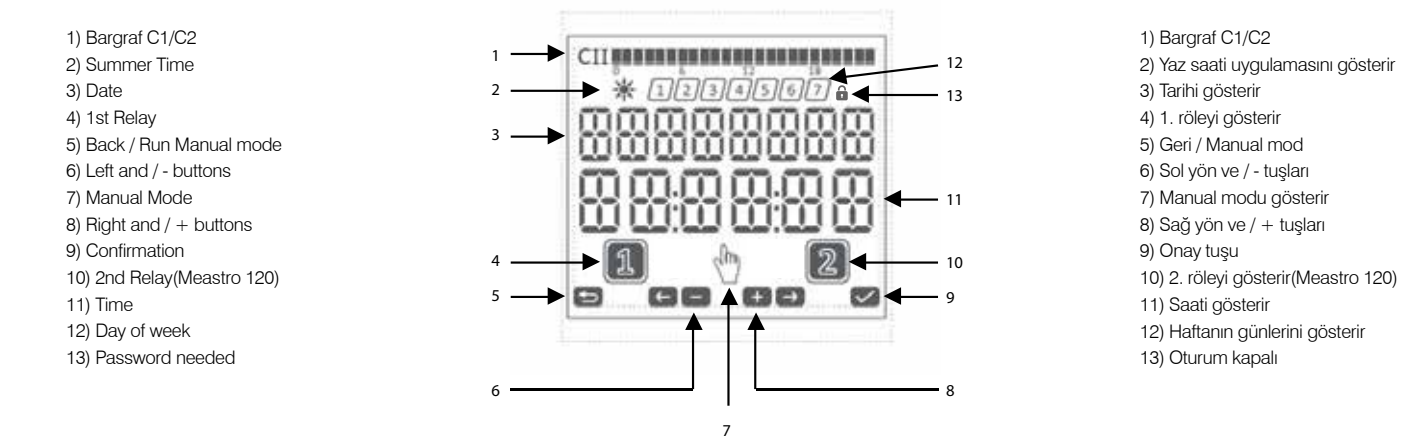 1) Bargraf C1/C2
2) Summer Time
3) Date
4) 1st Relay
5) Back / Run Manual mode
6) Left and / - buttons
7) Manual Mode
8) Right and / + buttons
9) Confirmation
10) 2nd Relay(Meastro 120)
11) Time
12) Day of week
13) Password needed
1
2
3
4
5
6
7
CII
0 6 12 18
1 2 3 4 5 6 7
1 2
12
13
11
10
9
8
1) Bargraf C1/C2
2) Yaz saati uygulamasını gösterir
3) Tarihi gösterir
4) 1. röleyi gösterir
5) Geri / Manual mod
6) Sol yön ve / - tuşları
7) Manual modu gösterir
8) Sağ yön ve / + tuşları
9) Onay tuşu
10) 2. röleyi gösterir(Meastro 120)
11) Saati gösterir
12) Haftanın günlerini gösterir
13) Oturum kapalı